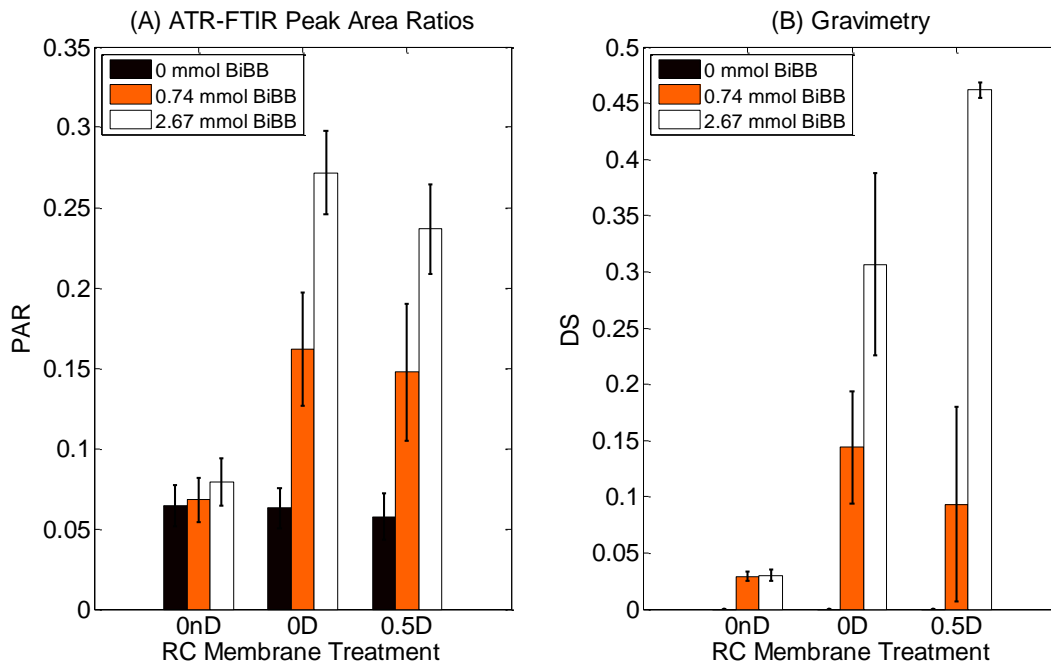 (A) ATR-FTIR Peak Area Ratios
0.35
0.3
0.25
0.2
0.15
0.1
0.05
0
PAR
0 mmol BiBB
0.74 mmol BiBB
2.67 mmol BiBB
0nD 0D 0.5D
RC Membrane Treatment
(B) Gravimetry
0.5
0.45
0.4
0.35
0.3
0.25
0.2
0.15
0.1
0.05
0
DS
0 mmol BiBB
0.74 mmol BiBB
2.67 mmol BiBB
0nD 0D 0.5D
RC Membrane Treatment